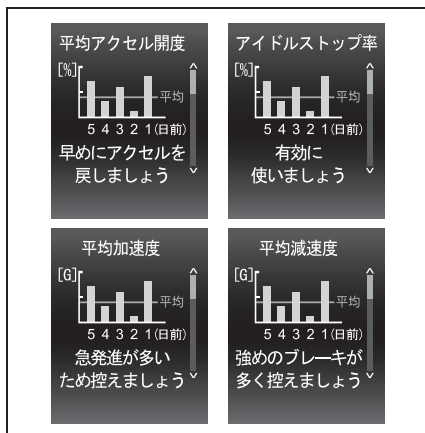 平均アクセル開度
[%]
平均
5 4 3 2 1(日前)
早めにアクセルを
戻しましょう
アイドルストップ率
[%]
平均
5 4 3 2 1(日前)
有効に
使いましょう
平均加速度
[G]
平均
5 4 3 2 1(日前)
急発進が多い
ため控えましょう
平均減速度
[G]
平均
5 4 3 2 1(日前)
強めのブレーキが
多く控えましょう